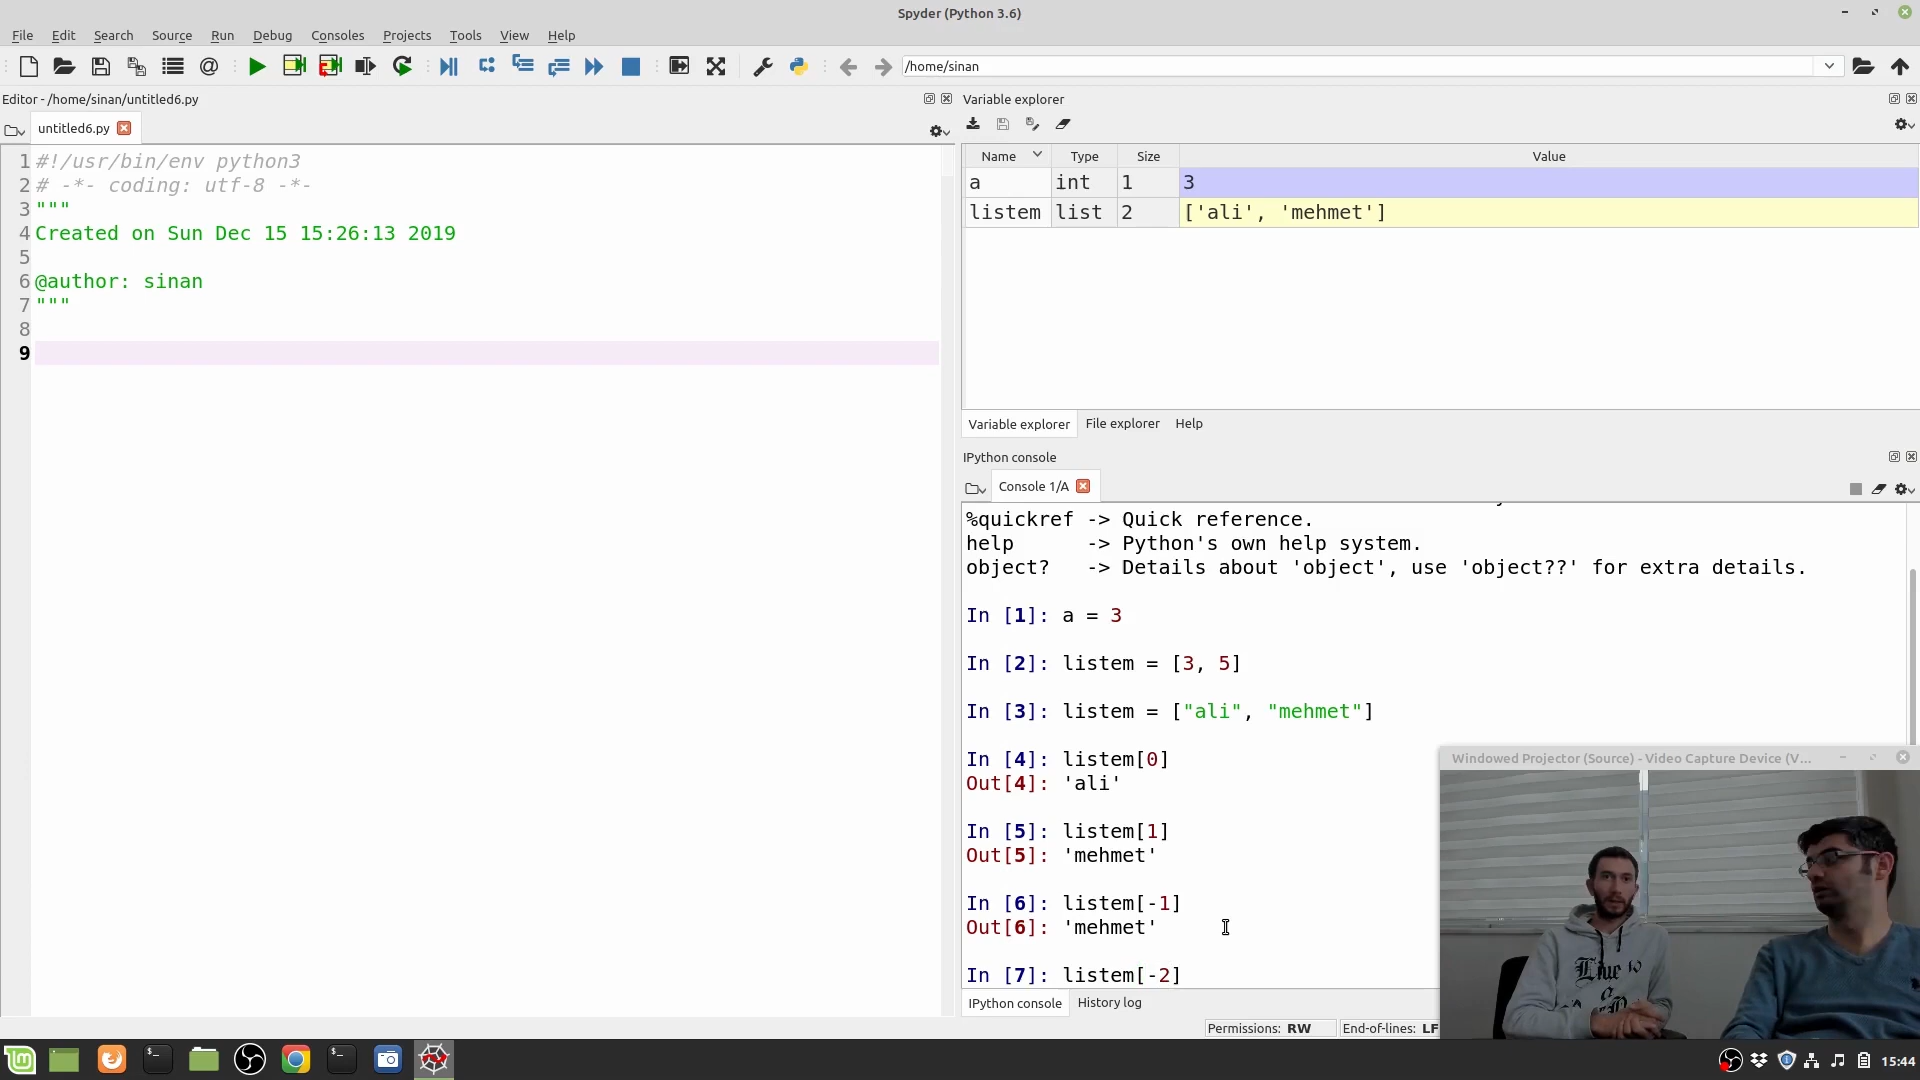 Spyder (Python 3.6)
File Edit Search Source Run Debug Consoles Projects Tools View Help
/home/sinan
Editor - /home/sinan/untitled6.py
untitled6.py
1 #!/usr/bin/env python3
2 # -*- coding: utf-8 -*-
3 """
4 Created on Sun Dec 15 15:26:13 2019
5
6 @author: sinan
7 """
8
9
Variable explorer
Name Type Size Value
a int 1 3
listem list 2 ['ali', 'mehmet']
Variable explorer File explorer Help
IPython console
Console 1/A
%quickref -> Quick reference.
help -> Python's own help system.
object? -> Details about 'object', use 'object??' for extra details.
In [1]: a = 3
In [2]: listem = [3, 5]
In [3]: listem = ["ali", "mehmet"]
In [4]: listem[0]
Out[4]: 'ali'
In [5]: listem[1]
Out[5]: 'mehmet'
In [6]: listem[-1]
Out[6]: 'mehmet'
In [7]: listem[-2]
IPython console History log
Permissions: RW End-of-lines: LF
Windowed Projector (Source) - Video Capture Device (V...
15:44